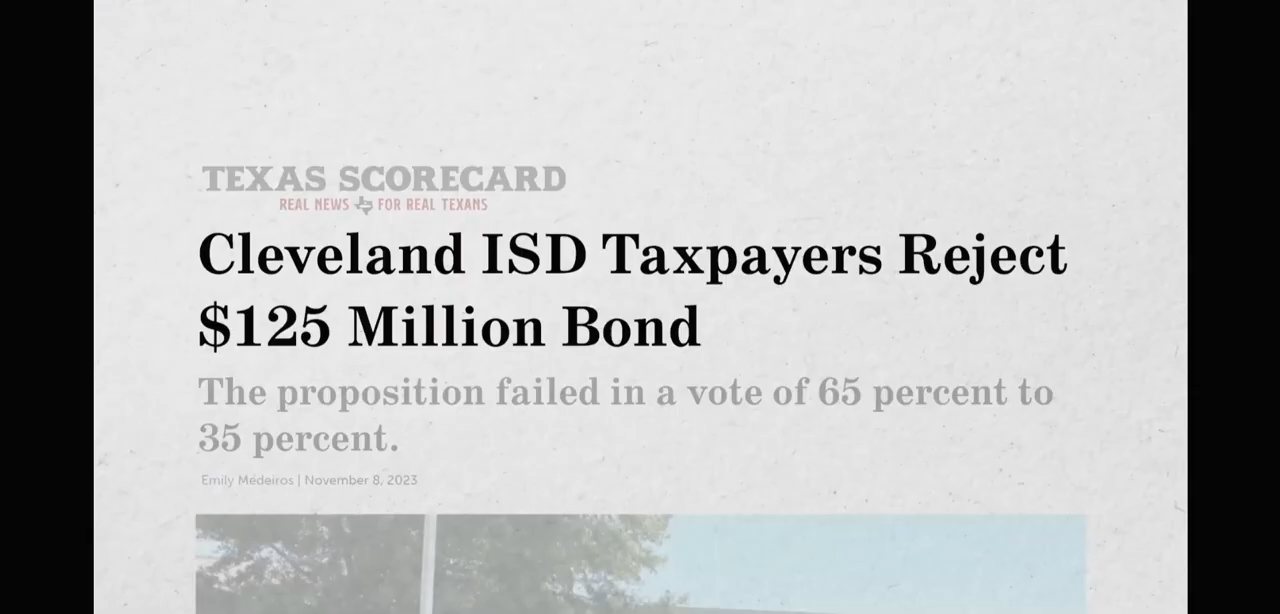 TEXAS SCORECARD
REAL NEWS FOR REAL TEXANS
Cleveland ISD Taxpayers Reject
$125 Million Bond
The proposition failed in a vote of 65 percent to
35 percent.
Emily Medeiros | November 8, 2023